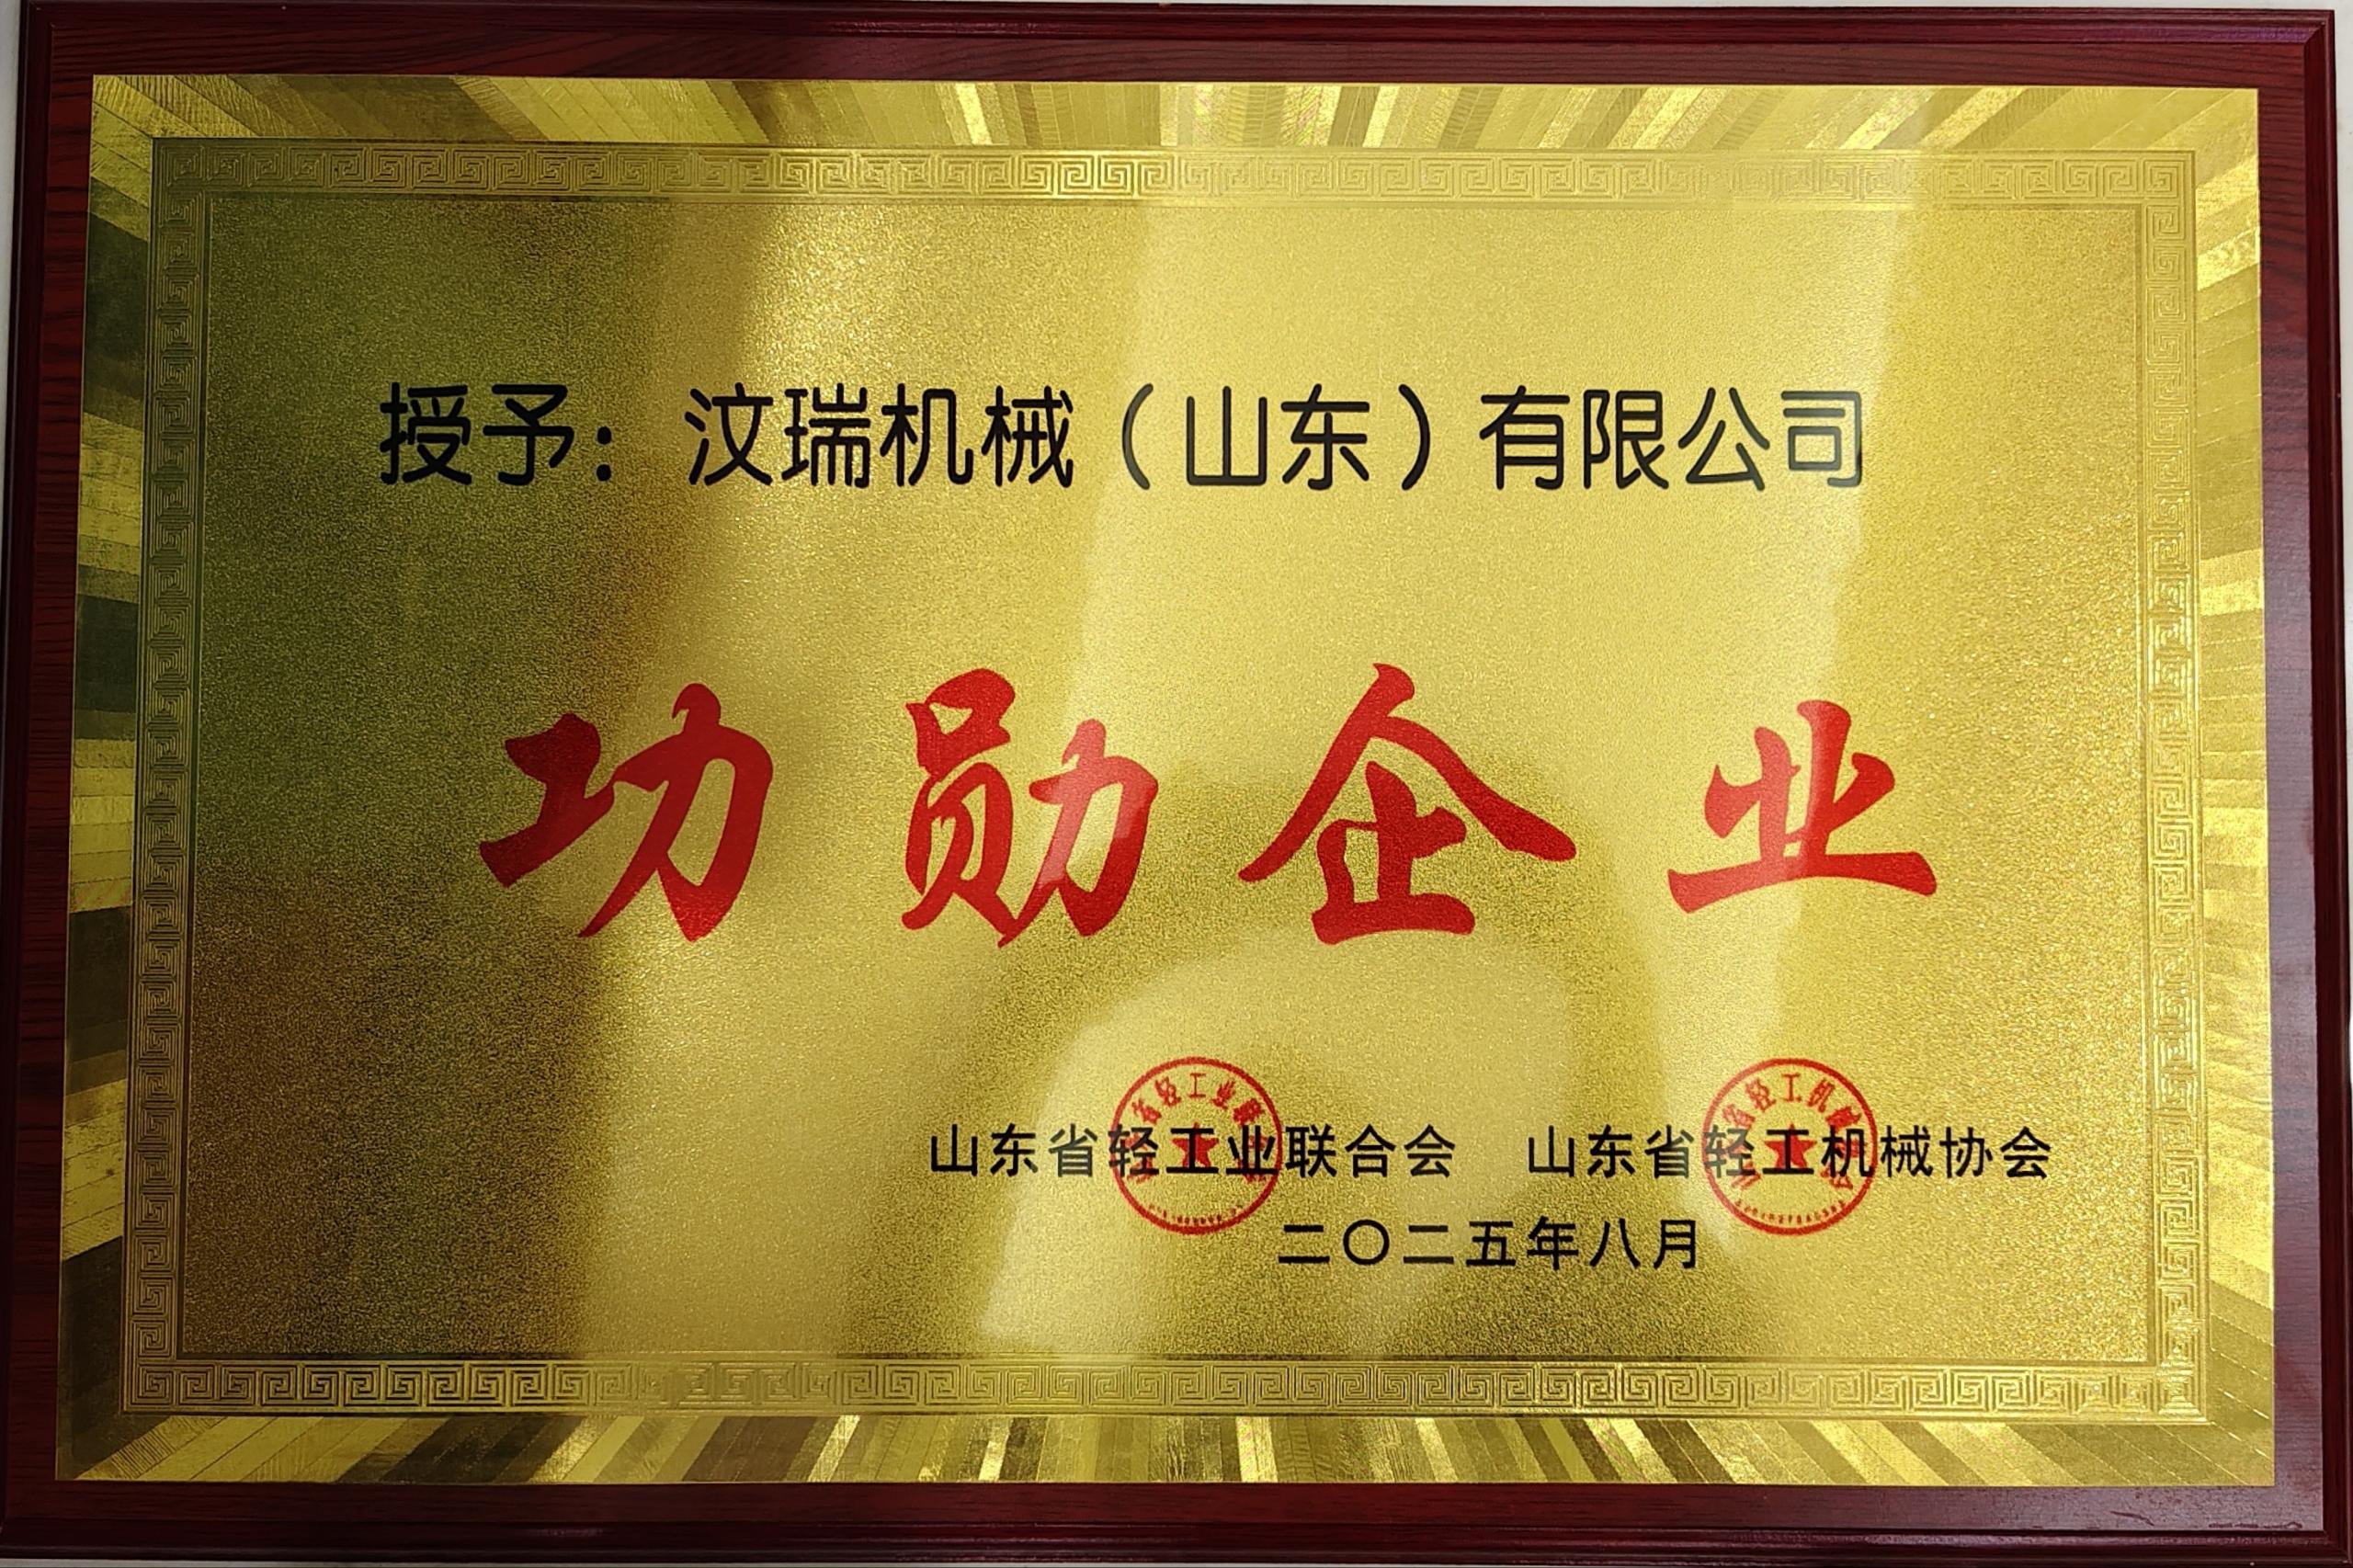 授予：汶瑞机械（山东）有限公司
功勋企业
山东省轻工业联合会 山东省轻工机械协会
二〇二五年八月